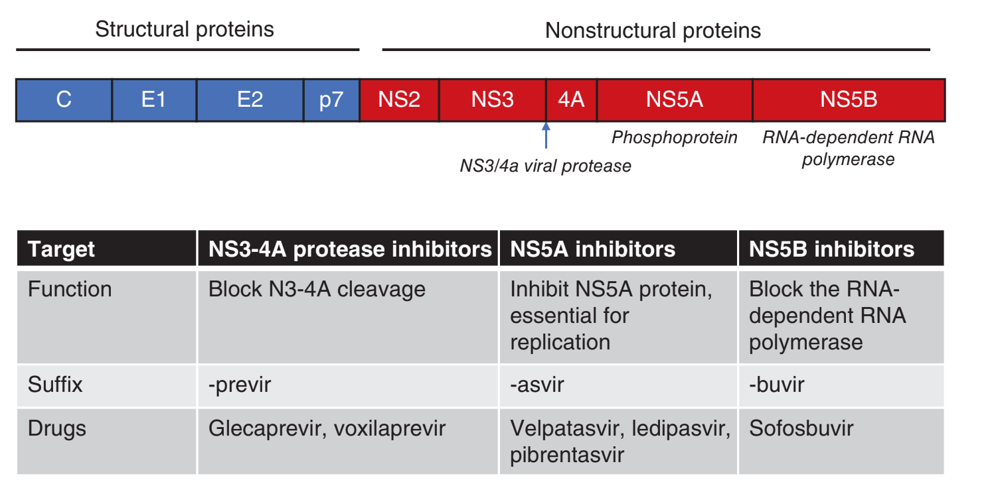 Structural proteins
Nonstructural proteins
C E1 E2 p7 NS2 NS3 4A NS5A NS5B
Phosphoprotein
RNA-dependent RNA
polymerase
NS3/4a viral protease
Target
NS3-4A protease inhibitors
NS5A inhibitors
NS5B inhibitors
Function
Block N3-4A cleavage
Inhibit NS5A protein,
essential for
replication
Block the RNA-
dependent RNA
polymerase
Suffix
-previr
-asvir
-buvir
Drugs
Glecaprevir, voxilaprevir
Velpatasvir, ledipasvir,
pibrentasvir
Sofosbuvir